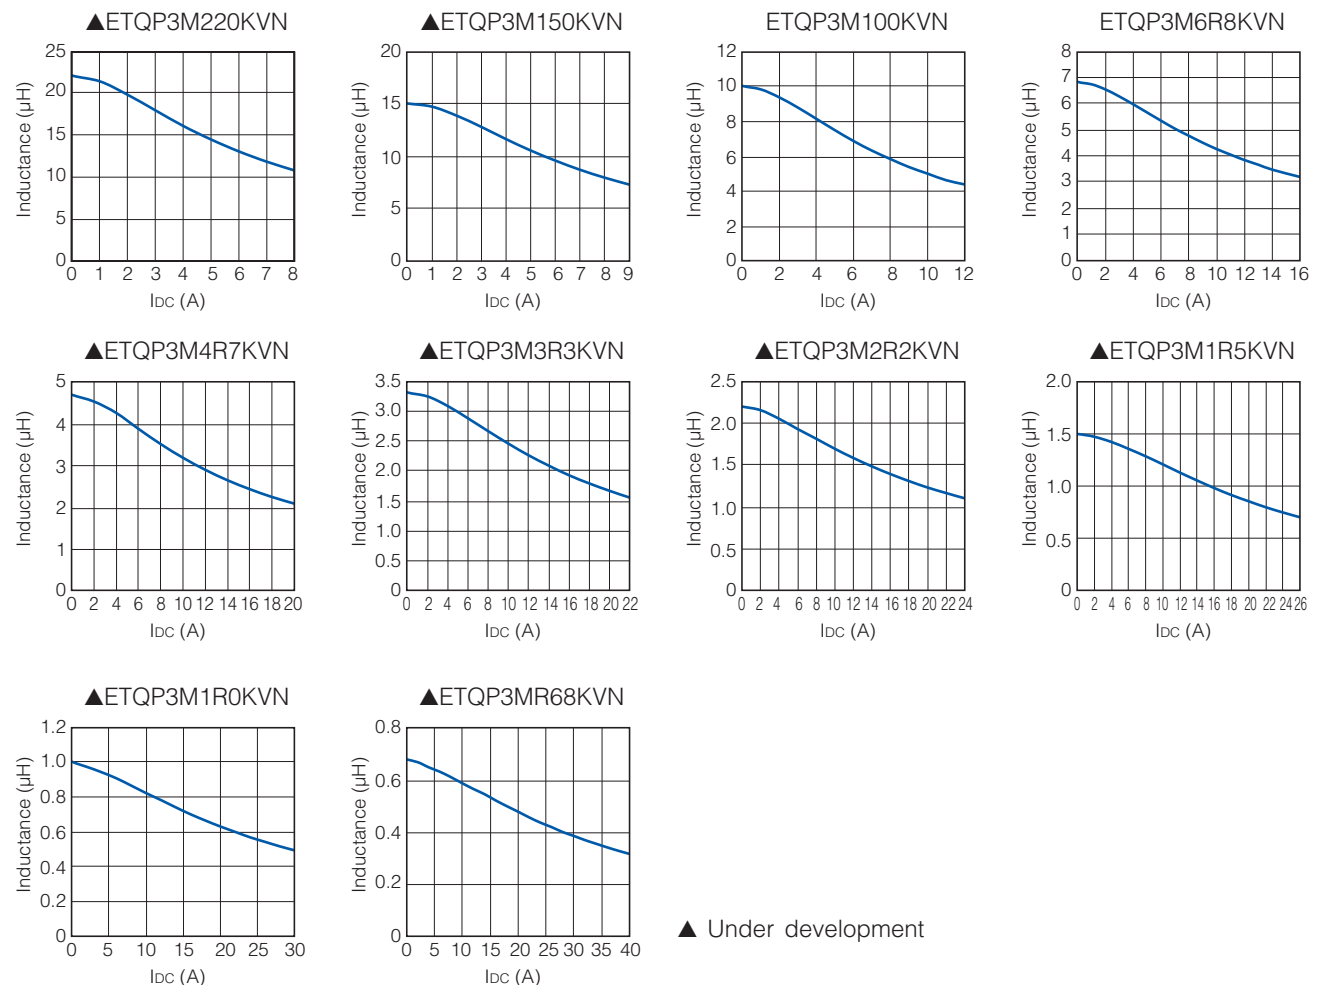 ▲ETQP3M220KVN
25
20
15
10
5
0
0 1 2 3 4 5 6 7 8
Inductance (µH)
IDC (A)
▲ETQP3M150KVN
20
15
10
5
0
0 1 2 3 4 5 6 7 8 9
Inductance (µH)
IDC (A)
ETQP3M100KVN
12
10
8
6
4
2
0
0 2 4 6 8 10 12
Inductance (µH)
IDC (A)
ETQP3M6R8KVN
8
7
6
5
4
3
2
1
0
0 2 4 6 8 10 12 14 16
Inductance (µH)
IDC (A)
▲ETQP3M4R7KVN
5
4
3
2
1
0
0 2 4 6 8 10 12 14 16 18 20
Inductance (µH)
IDC (A)
▲ETQP3M3R3KVN
3.5
3.0
2.5
2.0
1.5
1.0
0.5
0
0 2 4 6 8 10 12 14 16 18 20 22
Inductance (µH)
IDC (A)
▲ETQP3M2R2KVN
2.5
2.0
1.5
1.0
0.5
0
0 2 4 6 8 10 12 14 16 18 20 22 24
Inductance (µH)
IDC (A)
▲ETQP3M1R5KVN
2.0
1.5
1.0
0.5
0
0 2 4 6 8 10 12 14 16 18 20 22 24 26
Inductance (µH)
IDC (A)
▲ETQP3M1R0KVN
1.2
1.0
0.8
0.6
0.4
0.2
0
0 5 10 15 20 25 30
Inductance (µH)
IDC (A)
▲ETQP3MR68KVN
0.8
0.6
0.4
0.2
0
0 5 10 15 20 25 30 35 40
Inductance (µH)
IDC (A)
▲ Under development